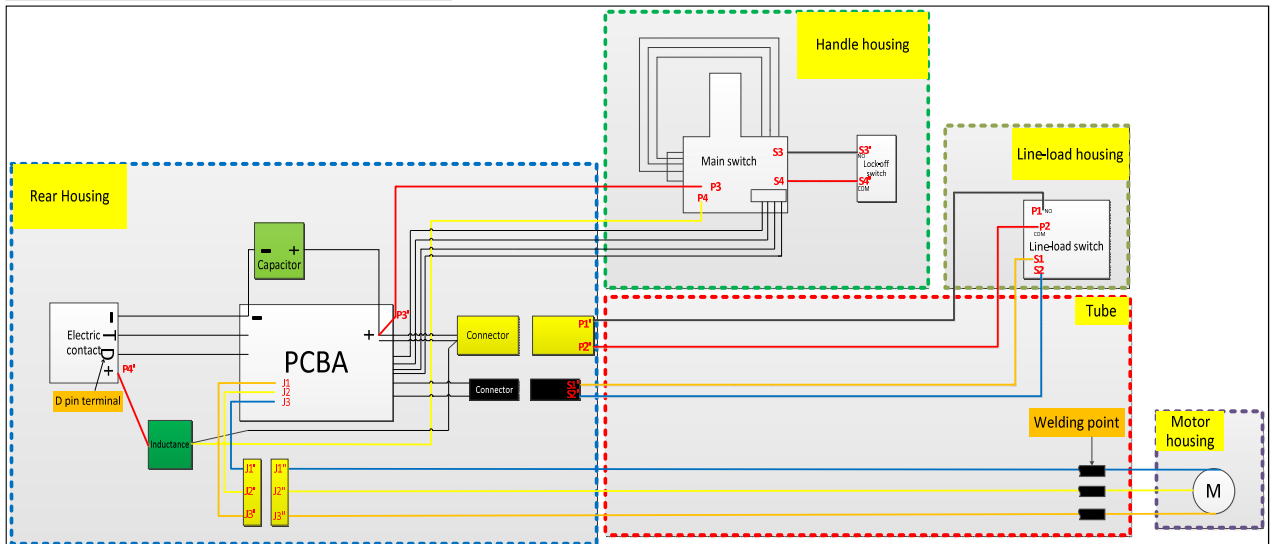 Handle housing
Main switch
S3
S3"
NO
Lock-off
switch
S4
S4"
COM
P3
P4
Line-load housing
P1
NO
P2
COM
Line-load switch
S1
S2
Rear Housing
-
+
Capacitor
-
T
D
+
Electric
contact
P4'
D pin terminal
-
+
P3'
PCBA
J1
J2
J3
Connector
P1'
P2'
Connector
S1'
S2'
Inductance
J1'
J2'
J3'
J1"
J2"
J3"
Tube
Welding point
Motor
housing
M